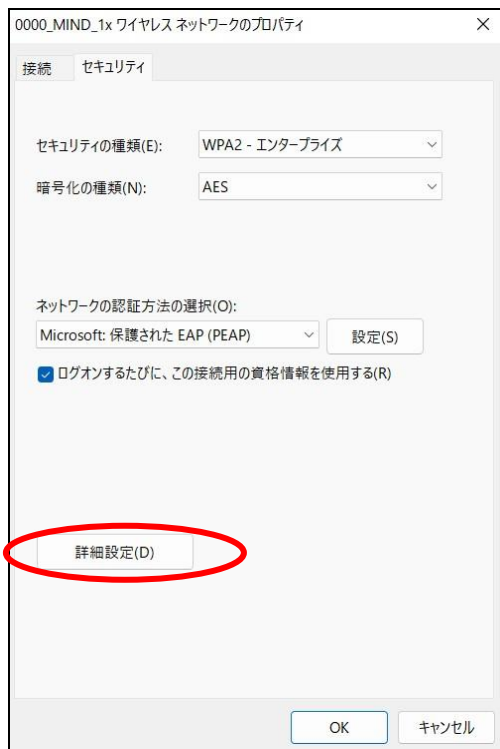 0000_MIND_1x ワイヤレス ネットワークのプロパティ
接続 セキュリティ
セキュリティの種類(E): WPA2 - エンタープライズ
暗号化の種類(N): AES
ネットワークの認証方法の選択(O):
Microsoft: 保護された EAP (PEAP) 設定(S)
ログオンするたびに、この接続用の資格情報を使用する(R)
詳細設定(D)
OK キャンセル